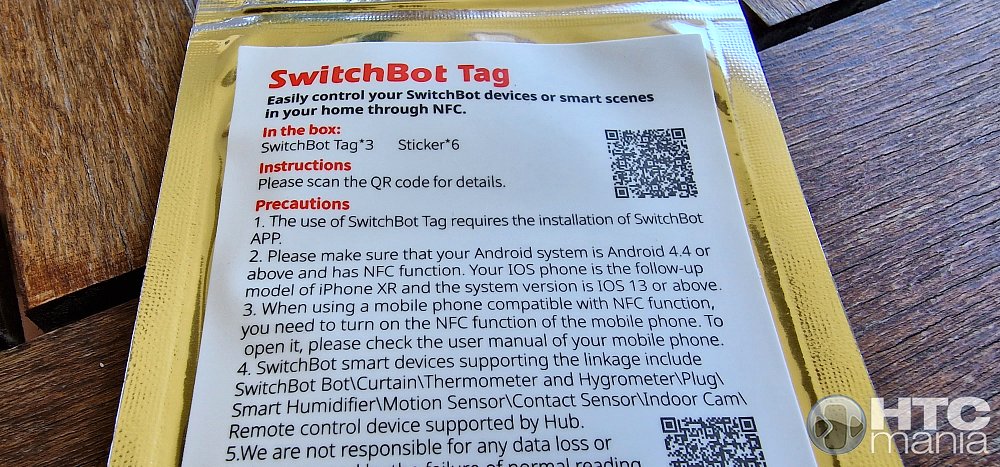 SwitchBot Tag
Easily control your SwitchBot devices or smart scenes
in your home through NFC.
In the box:
SwitchBot Tag*3 Sticker*6
Instructions
Please scan the QR code for details.
Precautions
1. The use of SwitchBot Tag requires the installation of SwitchBot
APP.
2. Please make sure that your Android system is Android 4.4 or
above and has NFC function. Your IOS phone is the follow-up
model of iPhone XR and the system version is IOS 13 or above.
3. When using a mobile phone compatible with NFC function,
you need to turn on the NFC function of the mobile phone. To
open it, please check the user manual of your mobile phone.
4. SwitchBot smart devices supporting the linkage include
SwitchBot Bot\Curtain\Thermometer and Hygrometer\Plug\
Smart Humidifier\Motion Sensor\Contact Sensor\Indoor Cam\
Remote control device supported by Hub.
5.We are not responsible for any data loss or
by the failure of normal reading
HTC
mania